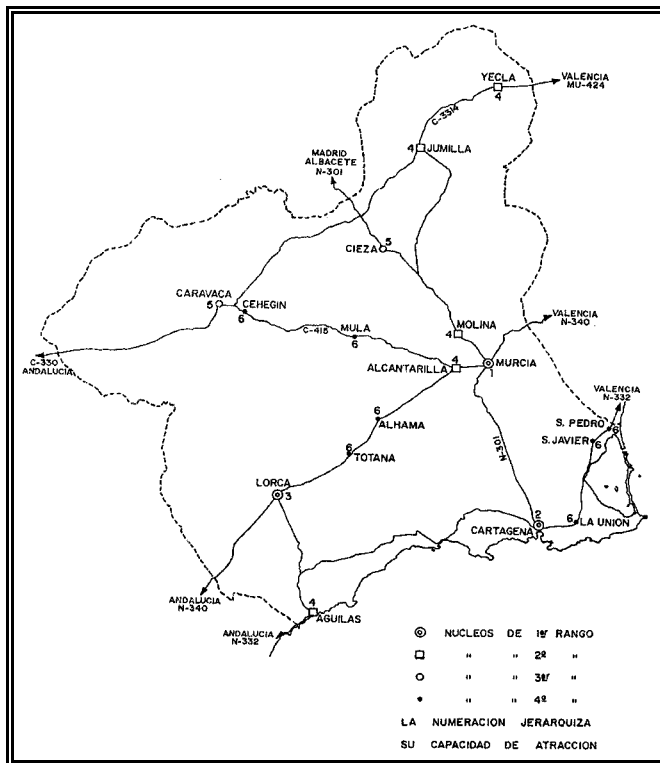 YECLA
4
VALENCIA
MU-424
C-3314
4 JUMILLA
MADRID
ALBACETE
N-301
5
CIEZA
CARAVACA
5
CEHEGIN
6
MULA
6
C-415
MOLINA
4
VALENCIA
N-340
4
ALCANTARILLA
MURCIA
1
C-330
ANDALUCIA
VALENCIA
N-332
6
ALHAMA
S. PEDRO
6
S. JAVIER
6
6
TOTANA
N-301
LORCA
3
2
CARTAGENA
6
LA UNION
ANDALUCIA
N-340
4
AGUILAS
ANDALUCIA
N-332
NUCLEOS DE 1er RANGO
" " 2º "
" " 3er "
" " 4º "
LA NUMERACION JERARQUIZA
SU CAPACIDAD DE ATRACCION